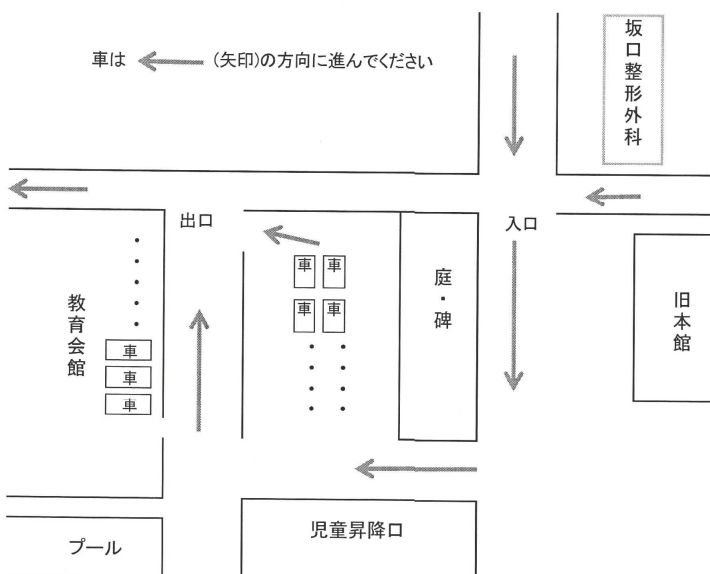 車は
(矢印)の方向に進んでください
坂口整形外科
出口
入口
車 車
車 車
庭・碑
旧本館
教育会館
車
車
車
児童昇降口
プール